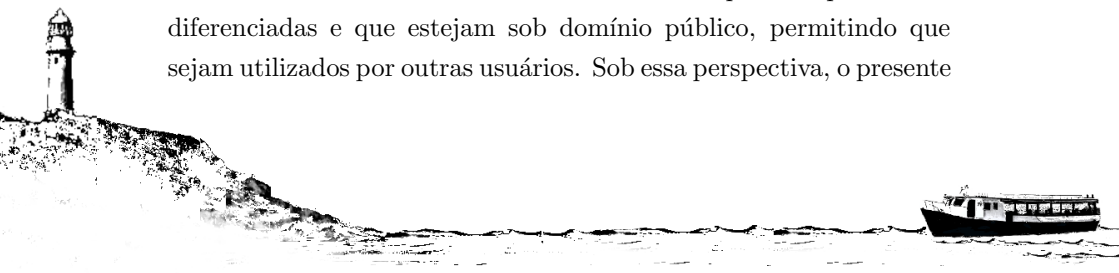 diferenciadas e que estejam sob domínio público, permitindo que
sejam utilizados por outras usuários. Sob essa perspectiva, o presente